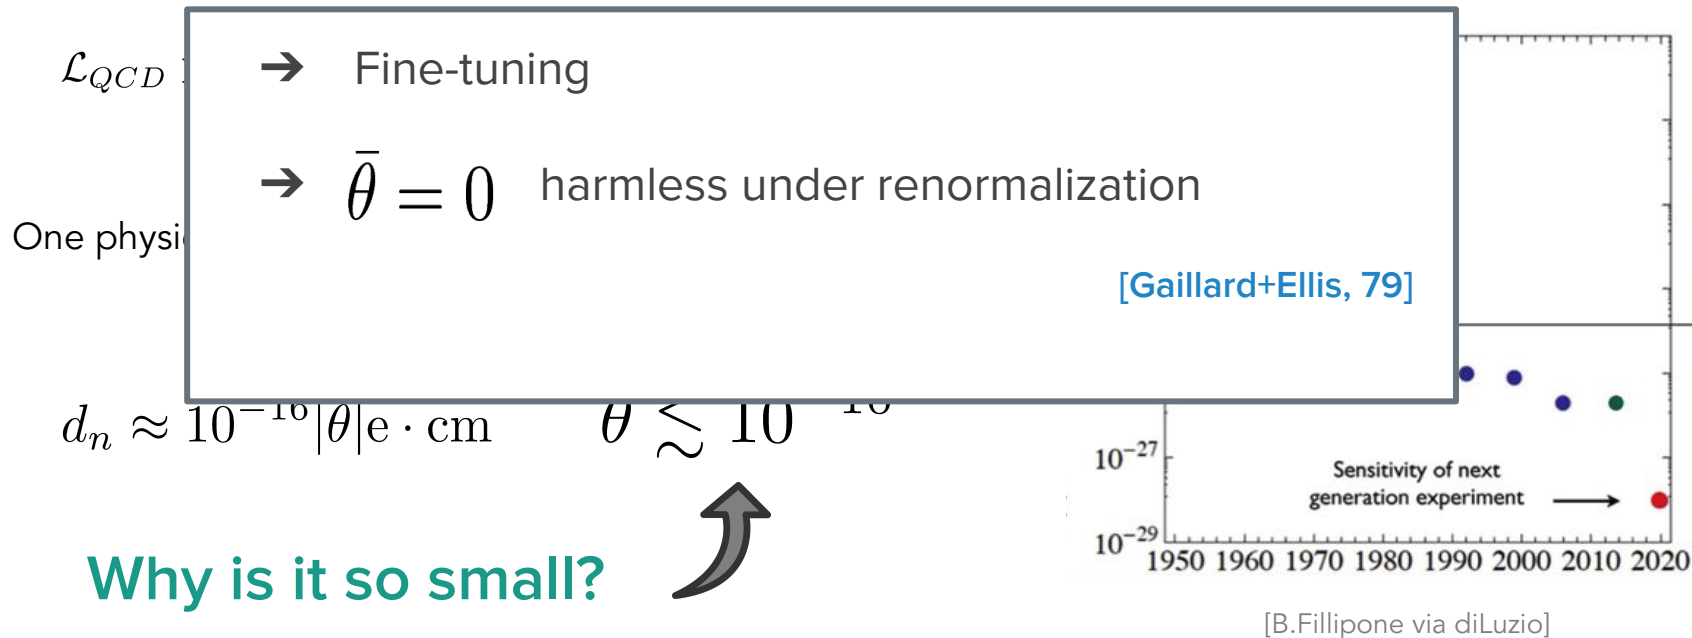 ℒ_QCD
➔ Fine-tuning
➔ θ̄ = 0 harmless under renormalization
One physi
[Gaillard+Ellis, 79]
d_n ≈ 10^{-16}|θ|e · cm θ ≲ 10
10^{-27}
Sensitivity of next
generation experiment
10^{-29}
1950 1960 1970 1980 1990 2000 2010 2020
Why is it so small?
[B.Fillipone via diLuzio]